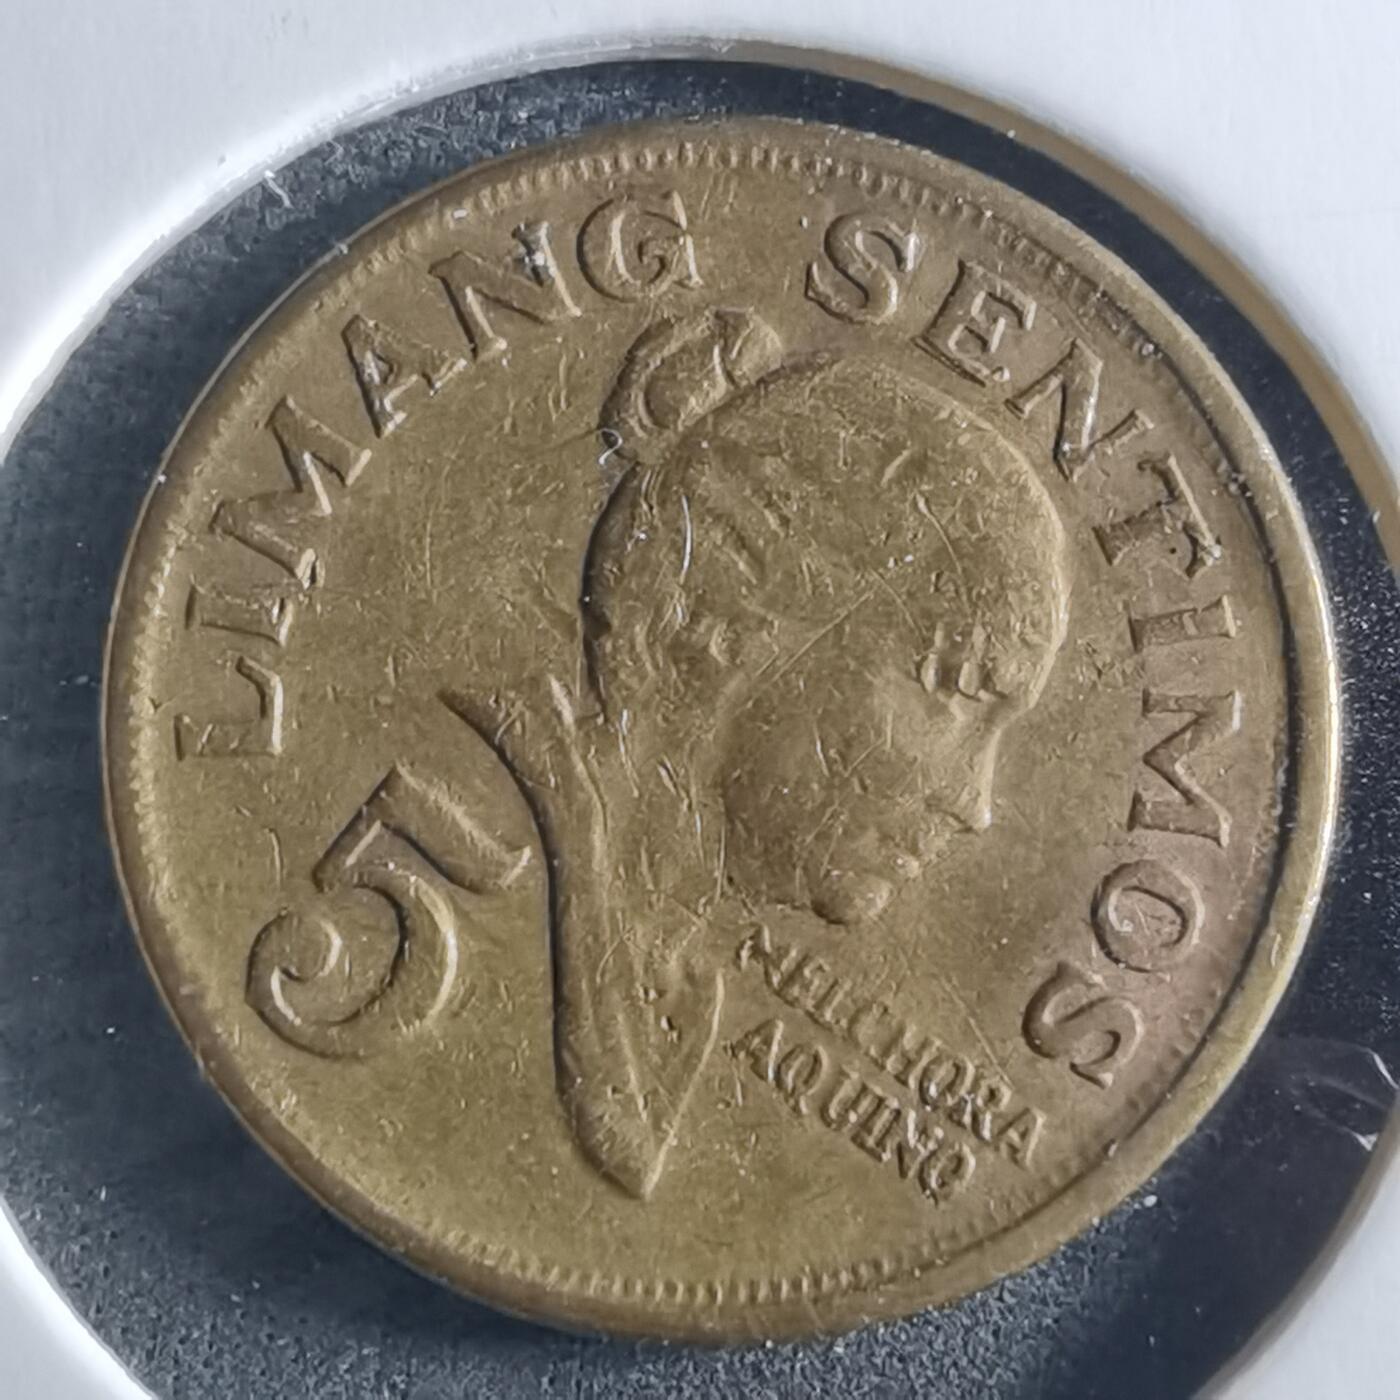 LIMANG SENTIMOS
5
MELCHORA
AQUINO